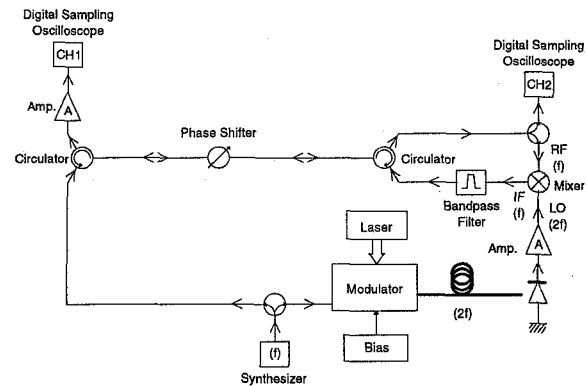 Digital Sampling
Oscilloscope
CH1
Amp.
A
Circulator
Phase Shifter
Circulator
Digital Sampling
Oscilloscope
CH2
RF
(f)
Mixer
IF
(f)
LO
(2f)
Bandpass
Filter
Amp.
A
Laser
Modulator
(2f)
Bias
(f)
Synthesizer